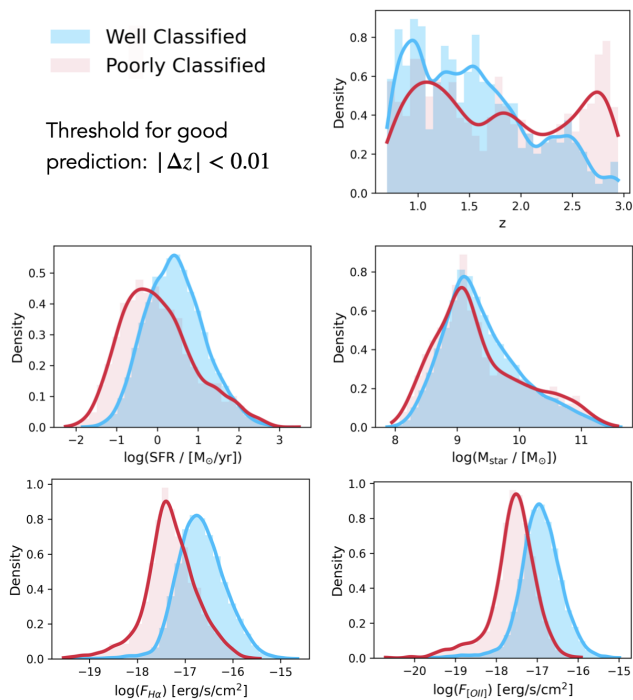 Well Classified
Poorly Classified
Threshold for good
prediction: |Δz| < 0.01
Density
0.8
0.6
0.4
0.2
0.0
1.0 1.5 2.0 2.5 3.0
z
Density
0.5
0.4
0.3
0.2
0.1
0.0
−2 −1 0 1 2 3
log(SFR / [M⊙/yr])
Density
0.8
0.6
0.4
0.2
0.0
8 9 10 11
log(Mstar / [M⊙])
Density
1.0
0.8
0.6
0.4
0.2
0.0
−19 −18 −17 −16 −15
log(FHα) [erg/s/cm²]
Density
1.0
0.8
0.6
0.4
0.2
0.0
−20 −19 −18 −17 −16 −15
log(F[OII]) [erg/s/cm²]